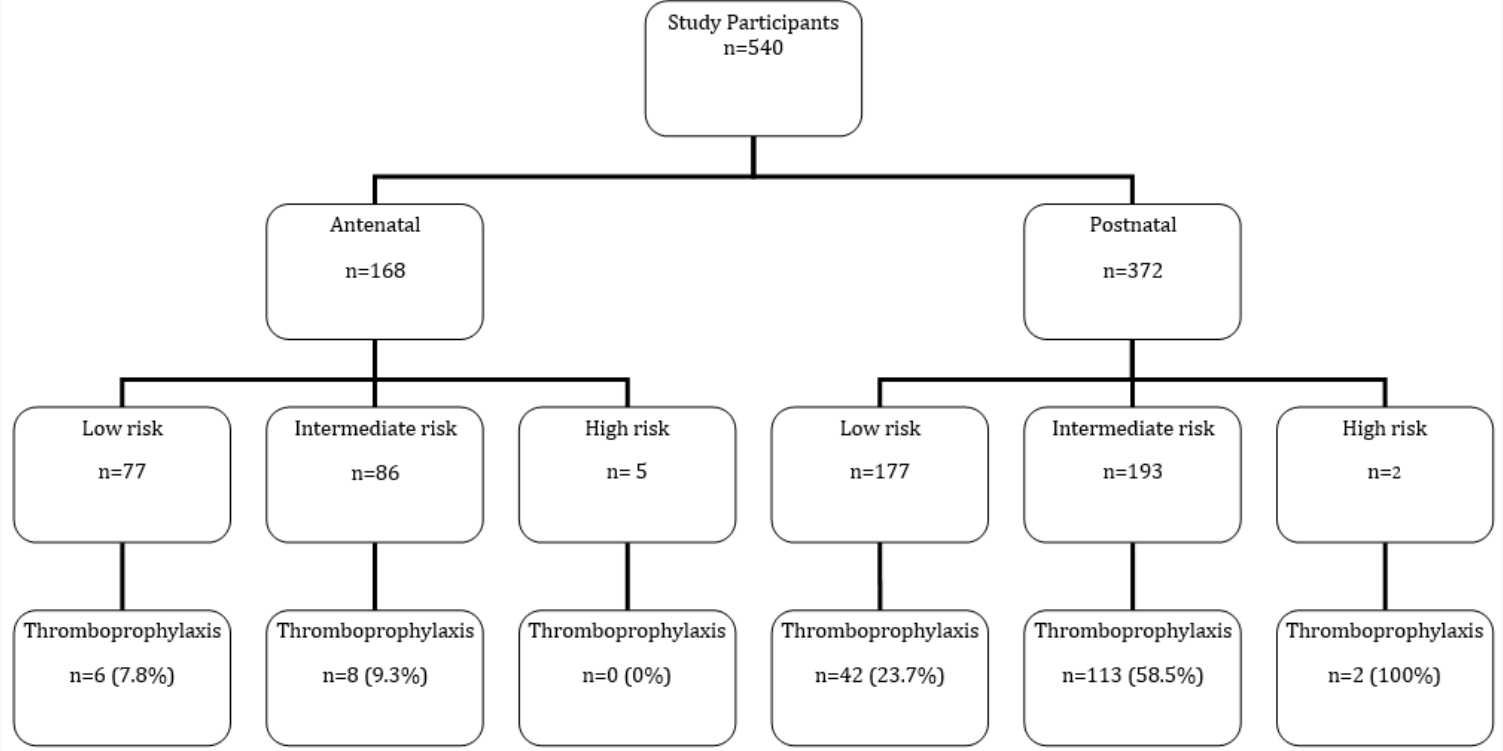 Study Participants
n=540
Antenatal
n=168
Postnatal
n=372
Low risk
n=77
Intermediate risk
n=86
High risk
n= 5
Low risk
n=177
Intermediate risk
n=193
High risk
n=2
Thromboprophylaxis
n=6 (7.8%)
Thromboprophylaxis
n=8 (9.3%)
Thromboprophylaxis
n=0 (0%)
Thromboprophylaxis
n=42 (23.7%)
Thromboprophylaxis
n=113 (58.5%)
Thromboprophylaxis
n=2 (100%)